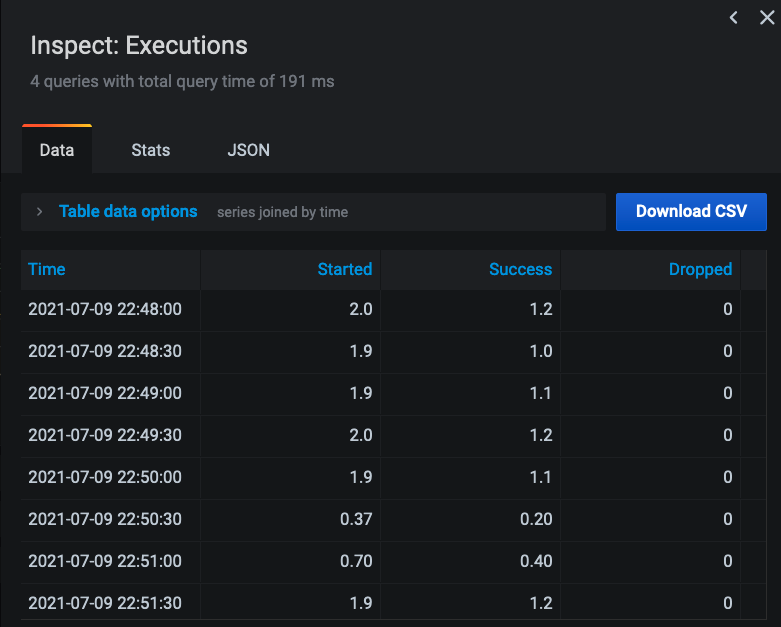 Inspect: Executions
4 queries with total query time of 191 ms
Data Stats JSON
Table data options series joined by time Download CSV
Time Started Success Dropped
2021-07-09 22:48:00 2.0 1.2 0
2021-07-09 22:48:30 1.9 1.0 0
2021-07-09 22:49:00 1.9 1.1 0
2021-07-09 22:49:30 2.0 1.2 0
2021-07-09 22:50:00 1.9 1.1 0
2021-07-09 22:50:30 0.37 0.20 0
2021-07-09 22:51:00 0.70 0.40 0
2021-07-09 22:51:30 1.9 1.2 0